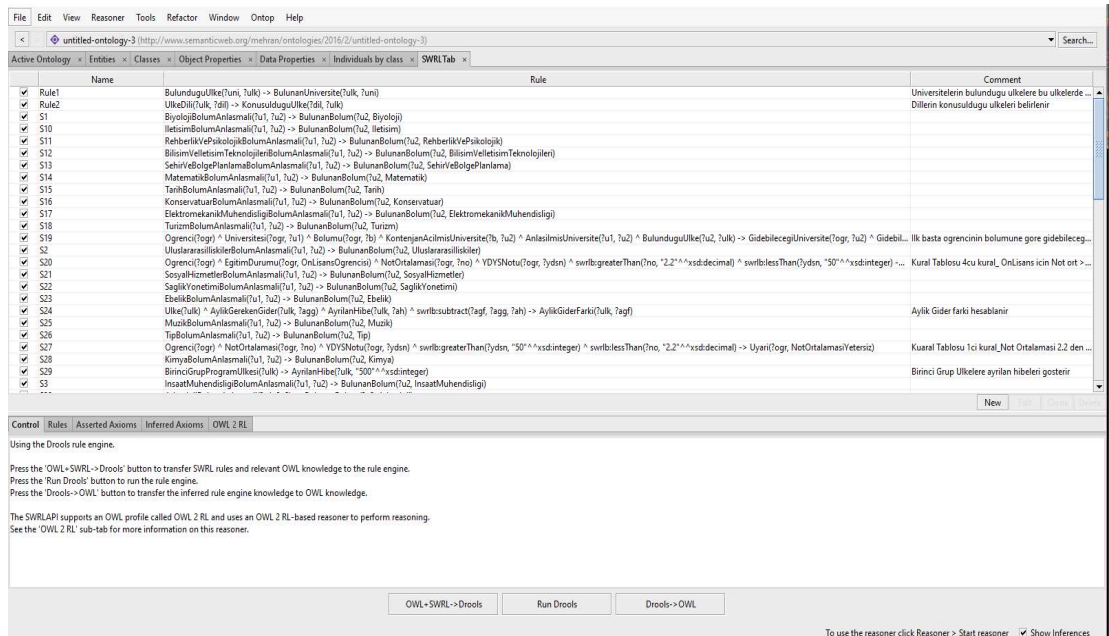 File Edit View Reasoner Tools Refactor Window Ontop Help
< untitled-ontology-3 (http://www.semanticweb.org/mehran/ontologies/2016/2/untitled-ontology-3) Search...
Active Ontology × Entities × Classes × Object Properties × Data Properties × Individuals by class × SWRLTab ×
Name Rule Comment
Rule1 BulunduguUlke(?uni, ?ulk) -> BulunanUniversite(?ulk, ?uni) Universitelerin bulundugu ulkelere bu ulkelerde ...
Rule2 UlkeDili(?ulk, ?dil) -> KonusulduguUlke(?dil, ?ulk) Dillerin konusuldugu ulkeleri belirlenir
S1 BiyolojiBolumAnlasmali(?u1, ?u2) -> BulunanBolum(?u2, Biyoloji)
S10 IletisimBolumAnlasmali(?u1, ?u2) -> BulunanBolum(?u2, Iletisim)
S11 RehberlikVePsikolojikBolumAnlasmali(?u1, ?u2) -> BulunanBolum(?u2, RehberlikVePsikolojik)
S12 BilisimVeIletisimTeknolojileriBolumAnlasmali(?u1, ?u2) -> BulunanBolum(?u2, BilisimVeIletisimTeknolojileri)
S13 SehirVeBolgePlanlamaBolumAnlasmali(?u1, ?u2) -> BulunanBolum(?u2, SehirVeBolgePlanlama)
S14 MatematikBolumAnlasmali(?u1, ?u2) -> BulunanBolum(?u2, Matematik)
S15 TarihBolumAnlasmali(?u1, ?u2) -> BulunanBolum(?u2, Tarih)
S16 KonservatuarBolumAnlasmali(?u1, ?u2) -> BulunanBolum(?u2, Konservatuar)
S17 ElektromekanikMuhendisligiBolumAnlasmali(?u1, ?u2) -> BulunanBolum(?u2, ElektromekanikMuhendisligi)
S18 TurizmBolumAnlasmali(?u1, ?u2) -> BulunanBolum(?u2, Turizm)
S19 Ogrenci(?ogr) ^ Universitesi(?ogr, ?u1) ^ Bolumu(?ogr, ?b) ^ KontenjanAcilmisUniversite(?b, ?u2) ^ AnlasilmisUniversite(?u1, ?u2) ^ BulunduguUlke(?u2, ?ulk) -> GidebilecegiUniversite(?ogr, ?u2) ^ Gidebil... Ilk basta ogrencinin bolumune gore gidebileceg...
S2 UluslararasiIliskilerBolumAnlasmali(?u1, ?u2) -> BulunanBolum(?u2, UluslararasiIliskiler)
S20 Ogrenci(?ogr) ^ EgitimDurumu(?ogr, OnLisansOgrencisi) ^ NotOrtalamasi(?ogr, ?no) ^ YDYSNotu(?ogr, ?ydsn) ^ swrlb:greaterThan(?no, "2.2"^^xsd:decimal) ^ swrlb:lessThan(?ydsn, "50"^^xsd:integer) -... Kural Tablosu 4cu kural_ OnLisans icin Not ort >...
S21 SosyalHizmetlerBolumAnlasmali(?u1, ?u2) -> BulunanBolum(?u2, SosyalHizmetler)
S22 SaglikYonetimiBolumAnlasmali(?u1, ?u2) -> BulunanBolum(?u2, SaglikYonetimi)
S23 EbelikBolumAnlasmali(?u1, ?u2) -> BulunanBolum(?u2, Ebelik)
S24 Ulke(?ulk) ^ AylikGerekenGider(?ulk, ?agg) ^ AyrilanHibe(?ulk, ?ah) ^ swrlb:subtract(?agf, ?agg, ?ah) -> AylikGiderFarki(?ulk, ?agf) Aylik Gider farki hesablanir
S25 MuzikBolumAnlasmali(?u1, ?u2) -> BulunanBolum(?u2, Muzik)
S26 TipBolumAnlasmali(?u1, ?u2) -> BulunanBolum(?u2, Tip)
S27 Ogrenci(?ogr) ^ NotOrtalamasi(?ogr, ?no) ^ YDYSNotu(?ogr, ?ydsn) ^ swrlb:greaterThan(?ydsn, "50"^^xsd:integer) ^ swrlb:lessThan(?no, "2.2"^^xsd:decimal) -> Uyari(?ogr, NotOrtalamasiYetersiz) Kuaral Tablosu 1ci kural_Not Ortalamasi 2.2 den ...
S28 KimyaBolumAnlasmali(?u1, ?u2) -> BulunanBolum(?u2, Kimya)
S29 BirinciGrupProgramUlkesi(?ulk) -> AyrilanHibe(?ulk, "500"^^xsd:integer) Birinci Grup Ulkelere ayrilan hibeleri gosterir
S3 InsaatMuhendisligiBolumAnlasmali(?u1, ?u2) -> BulunanBolum(?u2, InsaatMuhendisligi)
New Edit Clone Delete
Control Rules Asserted Axioms Inferred Axioms OWL 2 RL
Using the Drools rule engine.
Press the 'OWL+SWRL->Drools' button to transfer SWRL rules and relevant OWL knowledge to the rule engine.
Press the 'Run Drools' button to run the rule engine.
Press the 'Drools->OWL' button to transfer the inferred rule engine knowledge to OWL knowledge.
The SWRLAPI supports an OWL profile called OWL 2 RL and uses an OWL 2 RL-based reasoner to perform reasoning.
See the 'OWL 2 RL' sub-tab for more information on this reasoner.
OWL+SWRL->Drools Run Drools Drools->OWL
To use the reasoner click Reasoner > Start reasoner Show Inferences